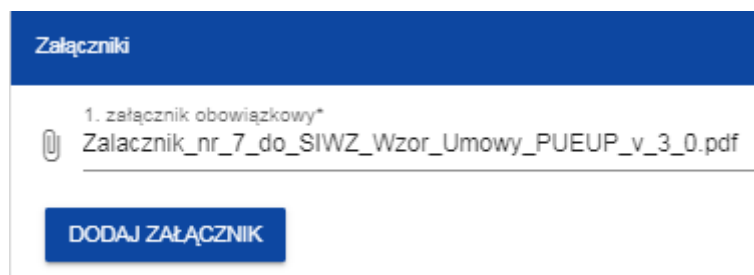 Załączniki
1. załącznik obowiązkowy*
Zalacznik_nr_7_do_SIWZ_Wzor_Umowy_PUEUP_v_3_0.pdf
DODAJ ZAŁĄCZNIK